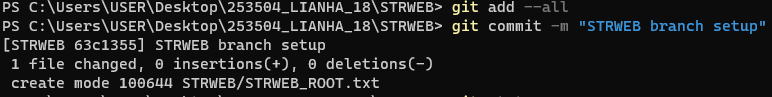 PS C:\Users\USER\Desktop\253504_LIANHA_18\STRWEB> git add --all
PS C:\Users\USER\Desktop\253504_LIANHA_18\STRWEB> git commit -m "STRWEB branch setup"
[STRWEB 63c1355] STRWEB branch setup
 1 file changed, 0 insertions(+), 0 deletions(-)
 create mode 100644 STRWEB/STRWEB_ROOT.txt